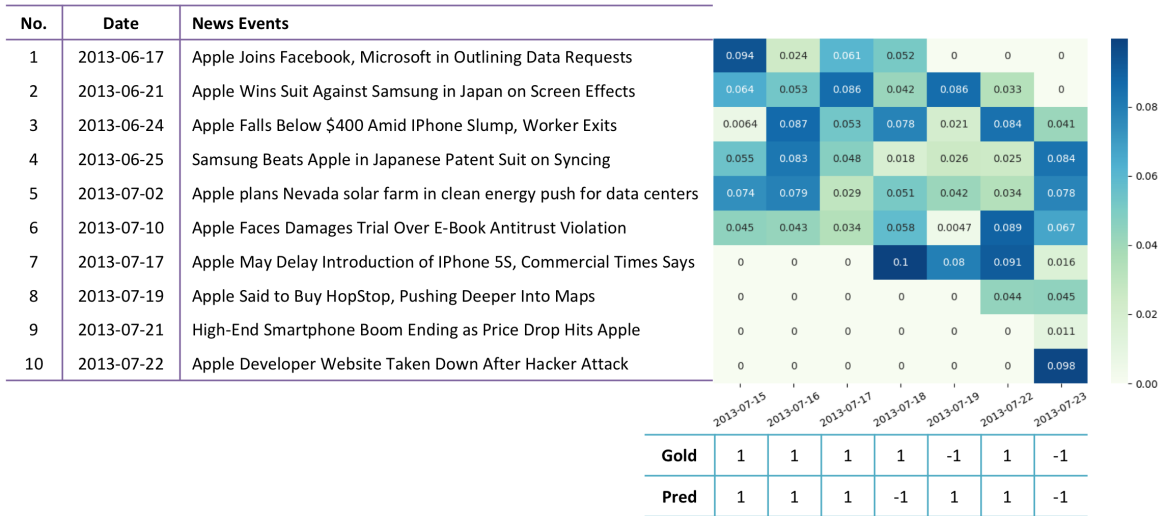 No. Date News Events
1 2013-06-17 Apple Joins Facebook, Microsoft in Outlining Data Requests 0.094 0.024 0.061 0.052 0 0 0
2 2013-06-21 Apple Wins Suit Against Samsung in Japan on Screen Effects 0.064 0.053 0.086 0.042 0.086 0.033 0
0.08
3 2013-06-24 Apple Falls Below $400 Amid IPhone Slump, Worker Exits 0.0064 0.087 0.053 0.078 0.021 0.084 0.041
4 2013-06-25 Samsung Beats Apple in Japanese Patent Suit on Syncing 0.055 0.083 0.048 0.018 0.026 0.025 0.084
0.06
5 2013-07-02 Apple plans Nevada solar farm in clean energy push for data centers 0.074 0.079 0.029 0.051 0.042 0.034 0.078
6 2013-07-10 Apple Faces Damages Trial Over E-Book Antitrust Violation 0.045 0.043 0.034 0.058 0.0047 0.089 0.067
0.04
7 2013-07-17 Apple May Delay Introduction of IPhone 5S, Commercial Times Says 0 0 0 0.1 0.08 0.091 0.016
8 2013-07-19 Apple Said to Buy HopStop, Pushing Deeper Into Maps 0 0 0 0 0 0.044 0.045
0.02
9 2013-07-21 High-End Smartphone Boom Ending as Price Drop Hits Apple 0 0 0 0 0 0 0.011
10 2013-07-22 Apple Developer Website Taken Down After Hacker Attack 0 0 0 0 0 0 0.098
0.00
2013-07-15 2013-07-16 2013-07-17 2013-07-18 2013-07-19 2013-07-22 2013-07-23
Gold 1 1 1 1 -1 1 -1
Pred 1 1 1 -1 1 1 -1